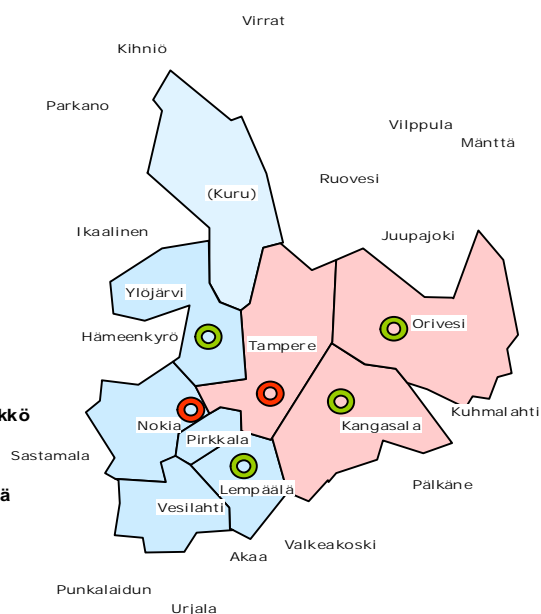 Virrat
Kihniö
Parkano
Vilppula
Mänttä
Ruovesi
(Kuru)
Ikaalinen
Juupajoki
Ylöjärvi
Orivesi
Hämeenkyrö
Tampere
Kuhmalahti
kkö
Nokia
Kangasala
Pirkkala
Sastamala
Pälkäne
Lempäälä
ä
Vesilahti
Valkeakoski
Akaa
Punkalaidun
Urjala